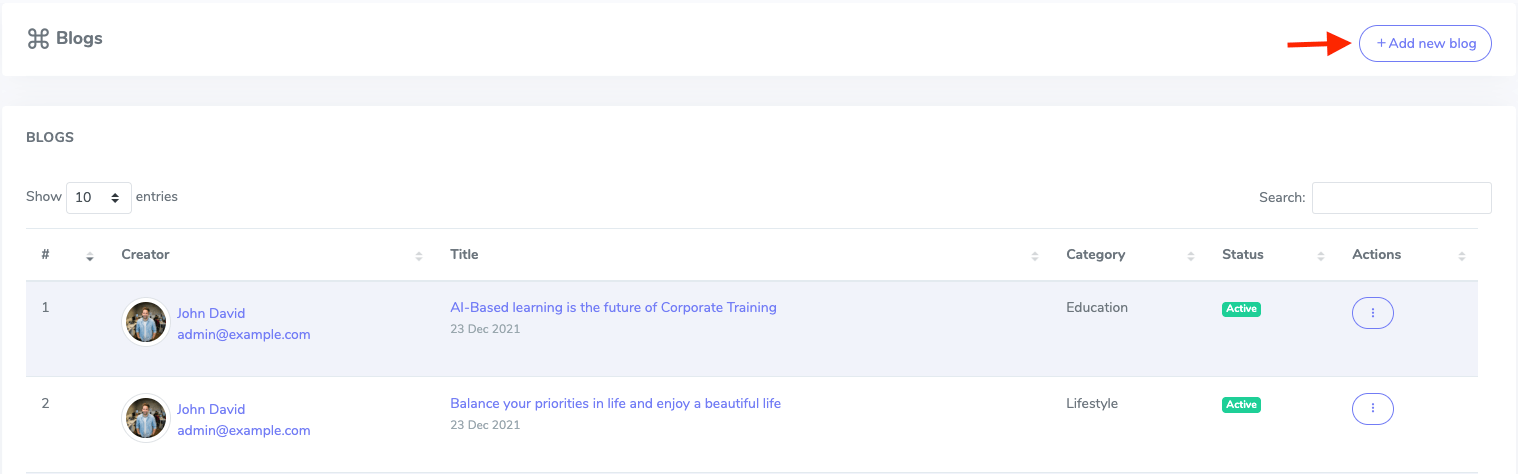 Blogs
+ Add new blog
BLOGS
Show 10 entries
Search:
# Creator Title Category Status Actions
1 John David AI-Based learning is the future of Corporate Training Education Active
admin@example.com 23 Dec 2021
2 John David Balance your priorities in life and enjoy a beautiful life Lifestyle Active
admin@example.com 23 Dec 2021